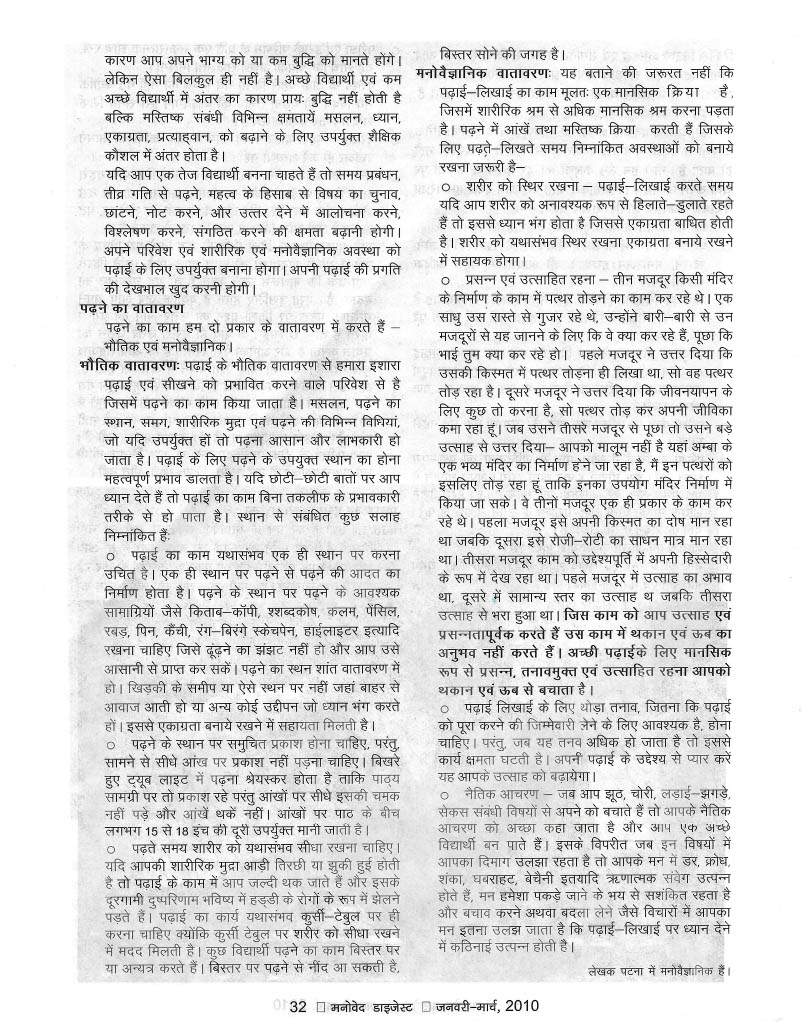 कारण आप अपने भाग्य को या कम बुद्धि को मानते होंगे।
लेकिन ऐसा बिलकुल ही नहीं है। अच्छे विद्यार्थी एवं कम
अच्छे विद्यार्थी में अंतर का कारण प्रायः बुद्धि नहीं होती है
बल्कि मस्तिष्क संबंधी विभिन्न क्षमतायें मसलन, ध्यान,
एकाग्रता, प्रत्याह्वान, को बढ़ाने के लिए उपर्युक्त शैक्षिक
कौशल में अंतर होता है।
यदि आप एक तेज विद्यार्थी बनना चाहते हैं तो समय प्रबंधन,
तीव्र गति से पढ़ने, महत्व के हिसाब से विषय का चुनाव,
छांटने, नोट करने, और उत्तर देने में आलोचना करने,
विश्लेषण करने, संगठित करने की क्षमता बढ़ानी होगी।
अपने परिवेश एवं शारीरिक एवं मनोवैज्ञानिक अवस्था को
पढ़ाई के लिए उपर्युक्त बनाना होगा। अपनी पढ़ाई की प्रगति
की देखभाल खुद करनी होगी।
पढ़ने का वातावरण
पढ़ने का काम हम दो प्रकार के वातावरण में करते हैं –
भौतिक एवं मनोवैज्ञानिक।
भौतिक वातावरणः पढ़ाई के भौतिक वातावरण से हमारा इशारा
पढ़ाई एवं सीखने को प्रभावित करने वाले परिवेश से है
जिसमें पढ़ने का काम किया जाता है। मसलन, पढ़ने का
स्थान, समग, शारीरिक मुद्रा एवं पढ़ने की विभिन्न विधियां,
जो यदि उपर्युक्त हों तो पढ़ना आसान और लाभकारी हो
जाता है। पढ़ाई के लिए पढ़ने के उपयुक्त स्थान का होना
महत्वपूर्ण प्रभाव डालता है। यदि छोटी–छोटी बातों पर आप
ध्यान देते हैं तो पढ़ाई का काम बिना तकलीफ के प्रभावकारी
तरीके से हो पाता है। स्थान से संबंधित कुछ सलाह
निम्नांकित हैंः
○ पढ़ाई का काम यथासंभव एक ही स्थान पर करना
उचित है। एक ही स्थान पर पढ़ने से पढ़ने की आदत का
निर्माण होता है। पढ़ने के स्थान पर पढ़ने के आवश्यक
सामाग्रियों जैसे किताब–कॉपी, श्शब्दकोष, कलम, पेंसिल,
रबड़, पिन, कैंची, रंग–बिरंगे स्केचपेन, हाईलाइटर इत्यादि
रखना चाहिए जिसे ढूंढ़ने का झंझट नहीं हो और आप उसे
आसानी से प्राप्त कर सकें। पढ़ने का स्थन शांत वातावरण में
हो। खिड़की के समीप या ऐसे स्थन पर नहीं जहां बाहर से
आवाज आती हो या अन्य कोई उद्दीपन जो ध्यान भंग करते
हों। इससे एकाग्रता बनाये रखने में सहायता मिलती है।
○ पढ़ने के स्थान पर समुचित प्रकाश होना चाहिए, परंतु,
सामने से सीधे आंख पर प्रकाश नहीं पड़ना चाहिए। बिखरे
हुए ट्यूब लाइट में पढ़ना श्रेयस्कर होता है ताकि पाठ्य
सामग्री पर तो प्रकाश रहे परंतु आंखों पर सीधे इसकी चमक
नहीं पड़े और आंखें थकें नहीं। आंखों पर पाठ के बीच
लगभग 15 से 18 इंच की दूरी उपर्युक्त मानी जाती है।
○ पढ़ते समय शारीर को यथासंभव सीधा रखना चाहिए।
यदि आपकी शारीरिक मुद्रा आड़ी तिरछी या झुकी हुई होती
है तो पढ़ाई के काम में आप जल्दी थक जाते हैं और इसके
दूरगामी दुष्परिणाम भविष्य में हड्डी के रोगों के रूप में झेलने
पड़ते हैं। पढ़ाई का कार्य यथासंभव कुर्सी–टेबुल पर ही
करना चाहिए क्योंकि कुर्सी टेबुल पर शरीर को सीधा रखने
में मदद मिलती है। कुछ विद्यार्थी पढ़ने का काम बिस्तर पर
या अन्यत्र करते हैं। बिस्तर पर पढ़ने से नींद आ सकती है,
बिस्तर सोने की जगह है।
मनोवैज्ञानिक वातावरणः यह बताने की जरूरत नहीं कि
पढ़ाई–लिखाई का काम मूलतः एक मानसिक क्रिया है,
जिसमें शारीरिक श्रम से अधिक मानसिक श्रम करना पड़ता
है। पढ़ने में आंखें तथा मस्तिष्क क्रिया करती हैं जिसके
लिए पढ़ते–लिखते समय निम्नांकित अवस्थाओं को बनाये
रखना जरूरी है–
○ शरीर को स्थिर रखना – पढ़ाई–लिखाई करते समय
यदि आप शरीर को अनावश्यक रूप से हिलाते–डुलाते रहते
हैं तो इससे ध्यान भंग होता है जिससे एकाग्रता बाधित होती
है। शरीर को यथासंभव स्थिर रखना एकाग्रता बनाये रखने
में सहायक होगा।
○ प्रसन्न एवं उत्साहित रहना – तीन मजदूर किसी मंदिर
के निर्माण के काम में पत्थर तोड़ने का काम कर रहे थे। एक
साधु उस रास्ते से गुजर रहे थे, उन्होंने बारी–बारी से उन
मजदूरों से यह जानने के लिए कि वे क्या कर रहे हैं, पूछा कि
भाई तुम क्या कर रहे हो। पहले मजदूर ने उत्तर दिया कि
उसकी किस्मत में पत्थर तोड़ना ही लिखा था, सो वह पत्थर
तोड़ रहा है। दूसरे मजदूर ने उत्तर दिया कि जीवनयापन के
लिए कुछ तो करना है, सो पत्थर तोड़ कर अपनी जीविका
कमा रहा हूं। जब उसने तीसरे मजदूर से पूछा तो उसने बड़े
उत्साह से उत्तर दिया– आपको मालूम नहीं है यहां अम्बा के
एक भव्य मंदिर का निर्माण होने जा रहा है, मैं इन पत्थरों को
इसलिए तोड़ रहा हूं ताकि इनका उपयोग मंदिर निर्माण में
किया जा सके। वे तीनों मजदूर एक ही प्रकार के काम कर
रहे थे। पहला मजदूर इसे अपनी किस्मत का दोष मान रहा
था जबकि दूसरा इसे रोजी–रोटी का साधन मात्र मान रहा
था। तीसरा मजदूर काम को उद्देश्यपूर्ति में अपनी हिस्सेदारी
के रूप में देख रहा था। पहले मजदूर में उत्साह का अभाव
था, दूसरे में सामान्य स्तर का उत्साह थ जबकि तीसरा
उत्साह से भरा हुआ था। जिस काम को आप उत्साह एवं
प्रसन्नतापूर्वक करते हैं उस काम में थकान एवं ऊब का
अनुभव नहीं करते हैं। अच्छी पढ़ाईके लिए मानसिक
रूप से प्रसन्न, तनावमुक्त एवं उत्साहित रहना आपको
थकान एवं ऊब से बचाता है।
○ पढ़ाई लिखाई के लिए थोड़ा तनाव, जितना कि पढ़ाई
को पूरा करने की जिम्मेवारी लेने के लिए आवश्यक है, होना
चाहिए। परंतु, जब यह तनव अधिक हो जाता है तो इससे
कार्य क्षमता घटती है। अपनी पढ़ाई के उद्देश्य से प्यार करें
यह आपके उत्साह को बढ़ायेगा।
○ नैतिक आचरण – जब आप झूठ, चोरी, लड़ाई–झगड़े,
सेकस संबंधी विषयों से अपने को बचाते हैं तो आपके नैतिक
आचरण को अच्छा कहा जाता है और आप एक अच्छे
विद्यार्थी बन पाते हैं। इसके विपरीत जब इन विषयों में
आपका दिमाग उलझा रहता है तो आपके मन में डर, क्रोध,
शंका, घबराहट, बेचैनी इतयादि ऋणात्मक संवेग उत्पन्न
होते हैं, मन हमेशा पकड़े जाने के भय से सशंकित रहता है
और बचाव करने अथवा बदला लेने जैसे विचारों में आपका
मन इतना उलझ जाता है कि पढ़ाई–लिखाई पर ध्यान देने
में कठिनाई उत्पन्न होती है।
लेखक पटना में मनोवैज्ञानिक हैं।
32 □ मनोवेद डाइजेस्ट □ जनवरी–मार्च, 2010